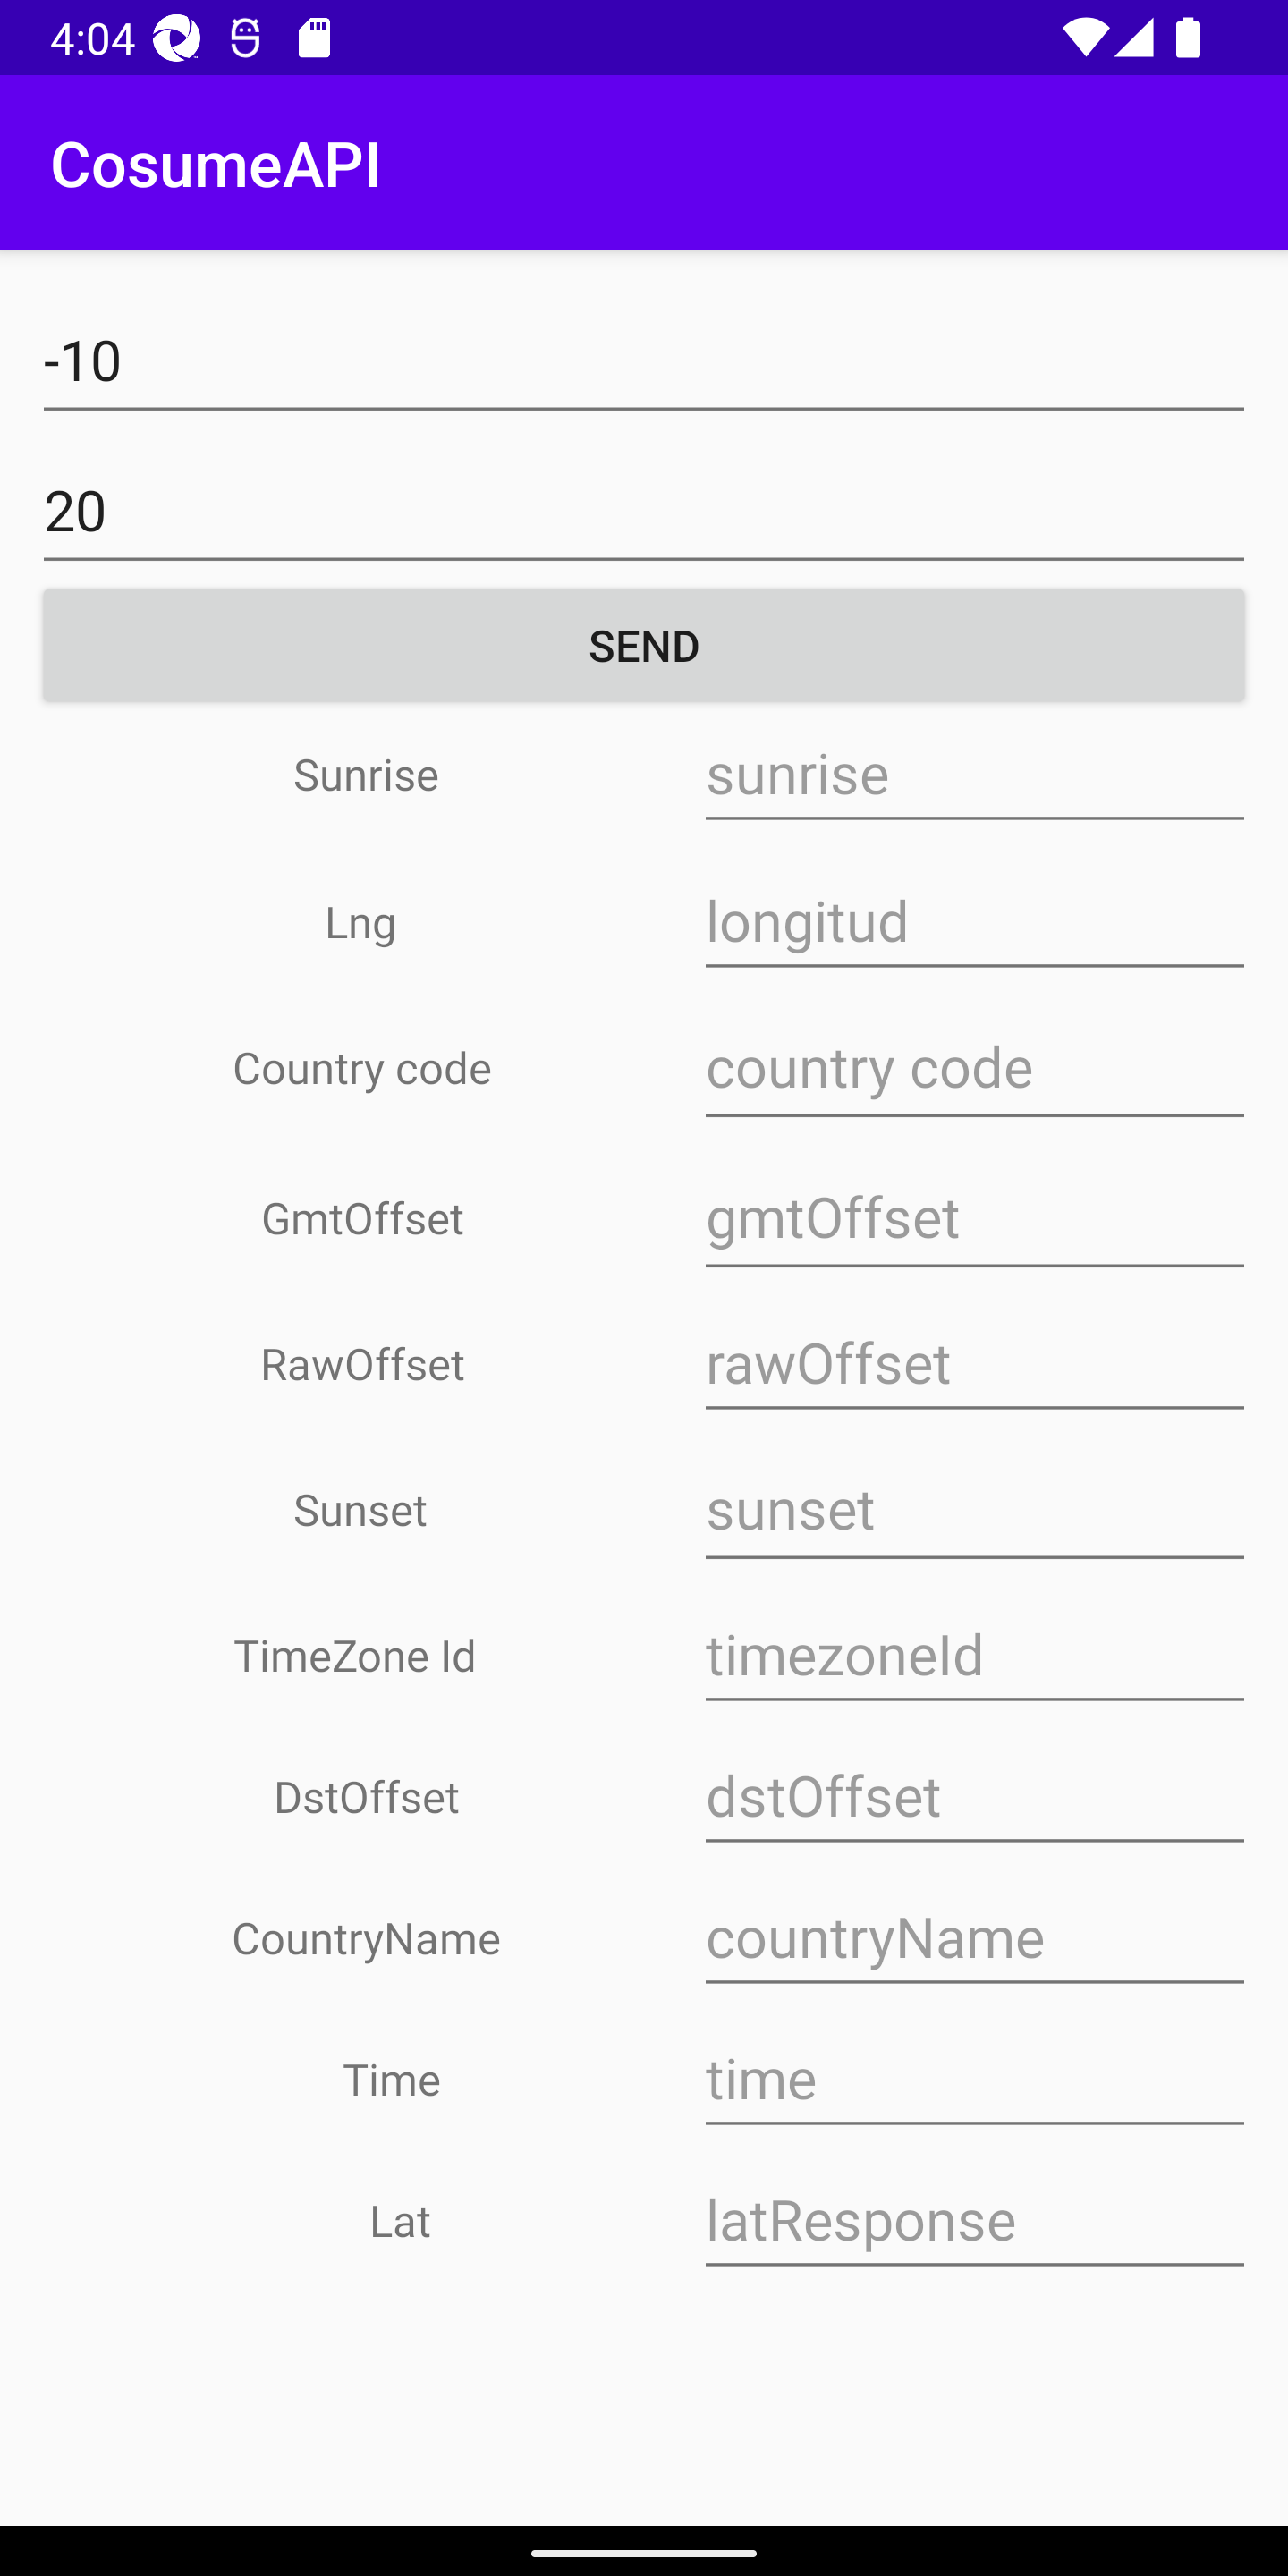 4:04
CosumeAPI
-10
20
SEND
Sunrise sunrise
Lng longitud
Country code country code
GmtOffset gmtOffset
RawOffset rawOffset
Sunset sunset
TimeZone Id timezoneId
DstOffset dstOffset
CountryName countryName
Time time
Lat latResponse